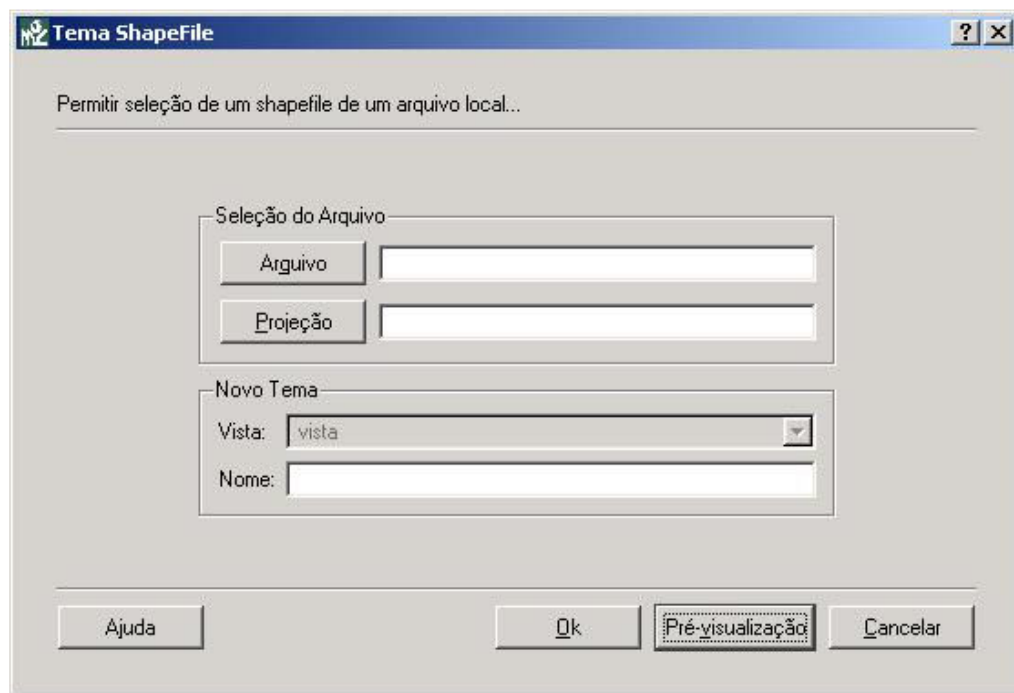 Tema ShapeFile
Permitir seleção de um shapefile de um arquivo local...
Seleção do Arquivo
Arquivo
Projeção
Novo Tema
Vista: vista
Nome:
Ajuda Ok Pré-visualização Cancelar